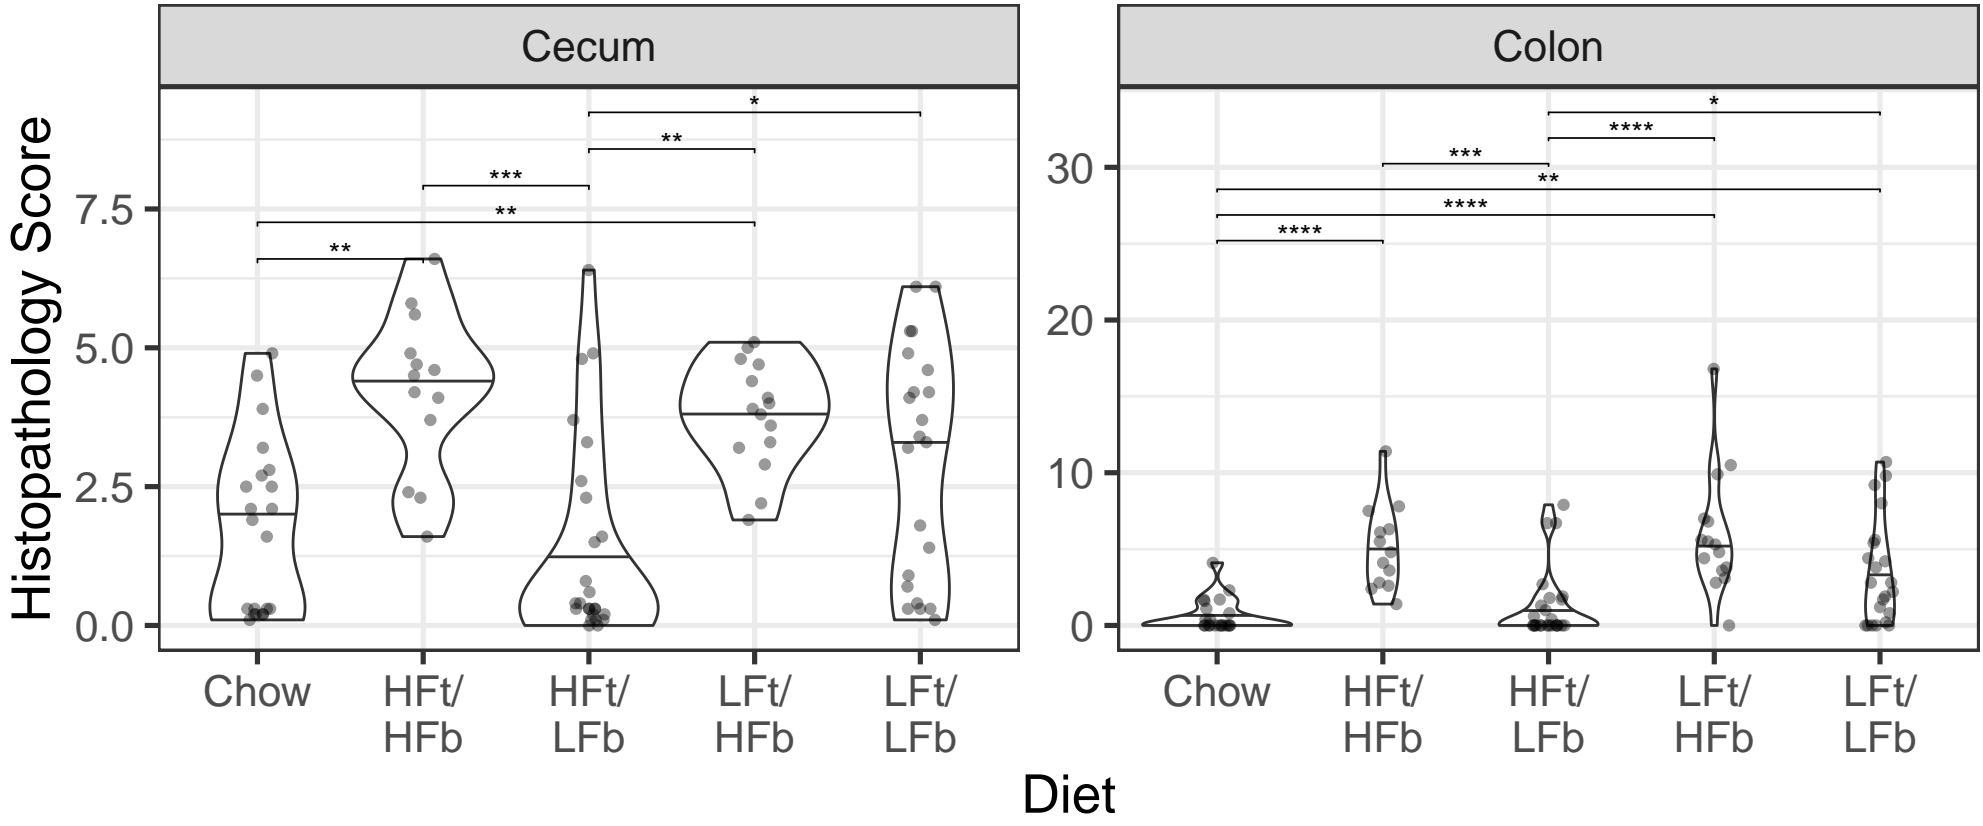 Cecum
Colon
Histopathology Score
7.5
5.0
2.5
0.0
*
**
***
**
**
30
20
10
0
*
****
***
**
****
****
Chow
HFt/
HFb
HFt/
LFb
LFt/
HFb
LFt/
LFb
Chow
HFt/
HFb
HFt/
LFb
LFt/
HFb
LFt/
LFb
Diet